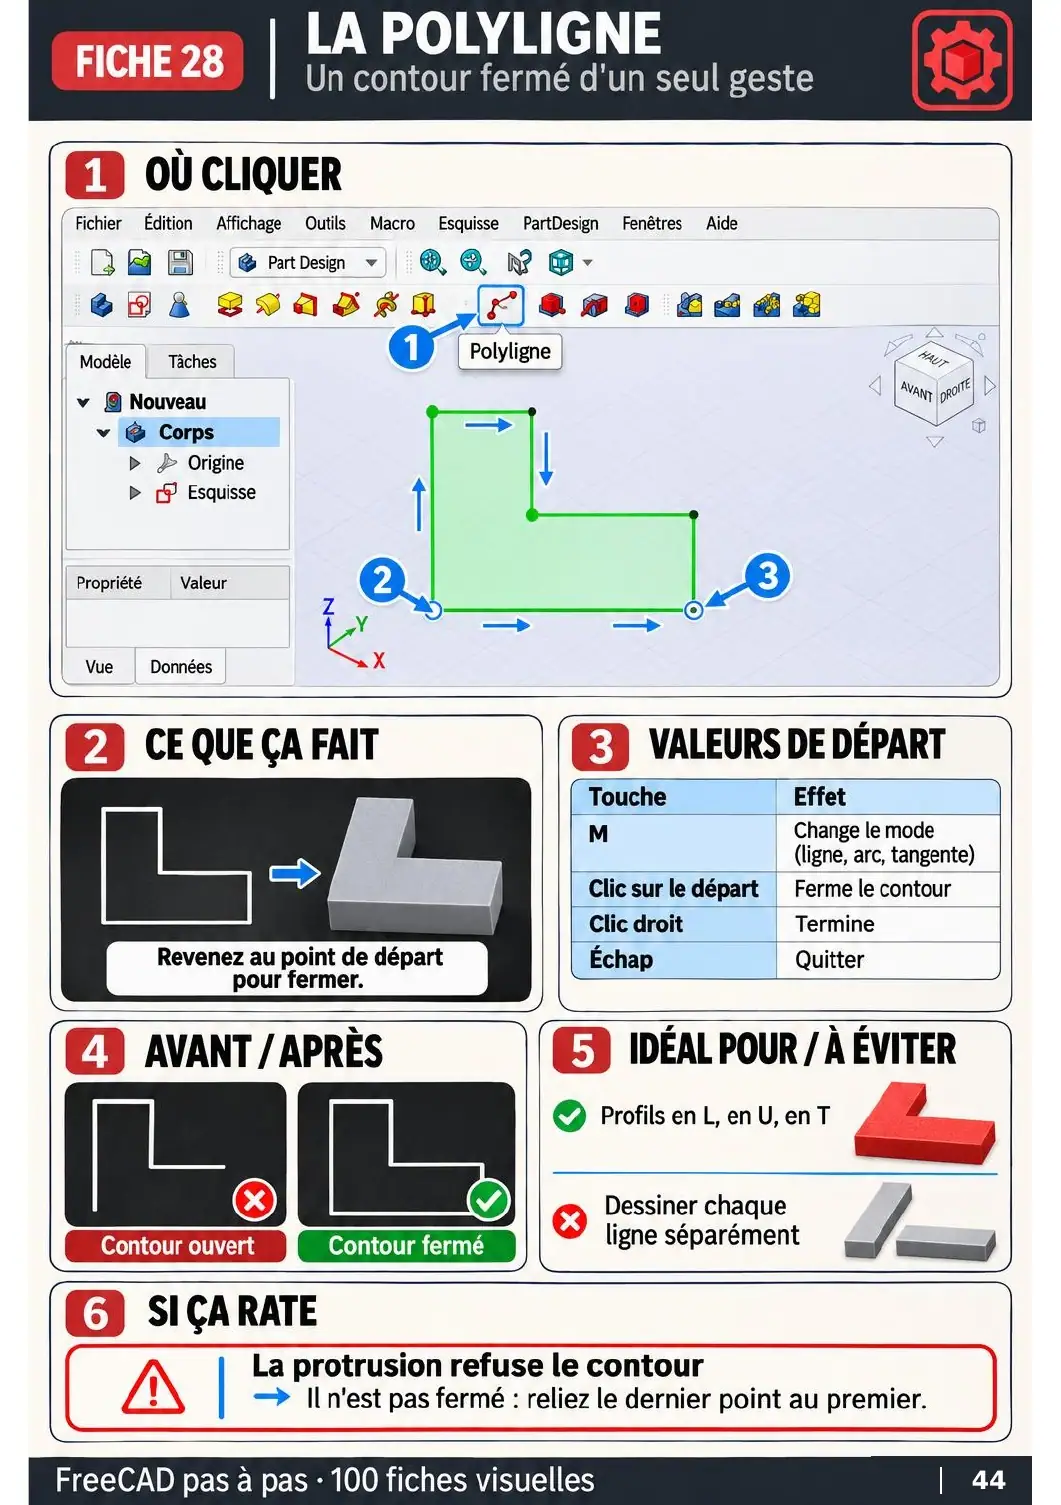 FICHE 28
LA POLYLIGNE
Un contour fermé d'un seul geste
1 OÙ CLIQUER
Fichier Édition Affichage Outils Macro Esquisse PartDesign Fenêtres Aide
Part Design
1
Polyligne
Modèle Tâches
Nouveau
Corps
Origine
Esquisse
HAUT
AVANT DROITE
2
3
Propriété Valeur
Z
Y
X
Vue Données
2 CE QUE ÇA FAIT
Revenez au point de départ
pour fermer.
3 VALEURS DE DÉPART
Touche Effet
M Change le mode
(ligne, arc, tangente)
Clic sur le départ Ferme le contour
Clic droit Termine
Échap Quitter
4 AVANT / APRÈS
Contour ouvert Contour fermé
5 IDÉAL POUR / À ÉVITER
Profils en L, en U, en T
Dessiner chaque
ligne séparément
6 SI ÇA RATE
La protrusion refuse le contour
Il n'est pas fermé : reliez le dernier point au premier.
FreeCAD pas à pas · 100 fiches visuelles | 44